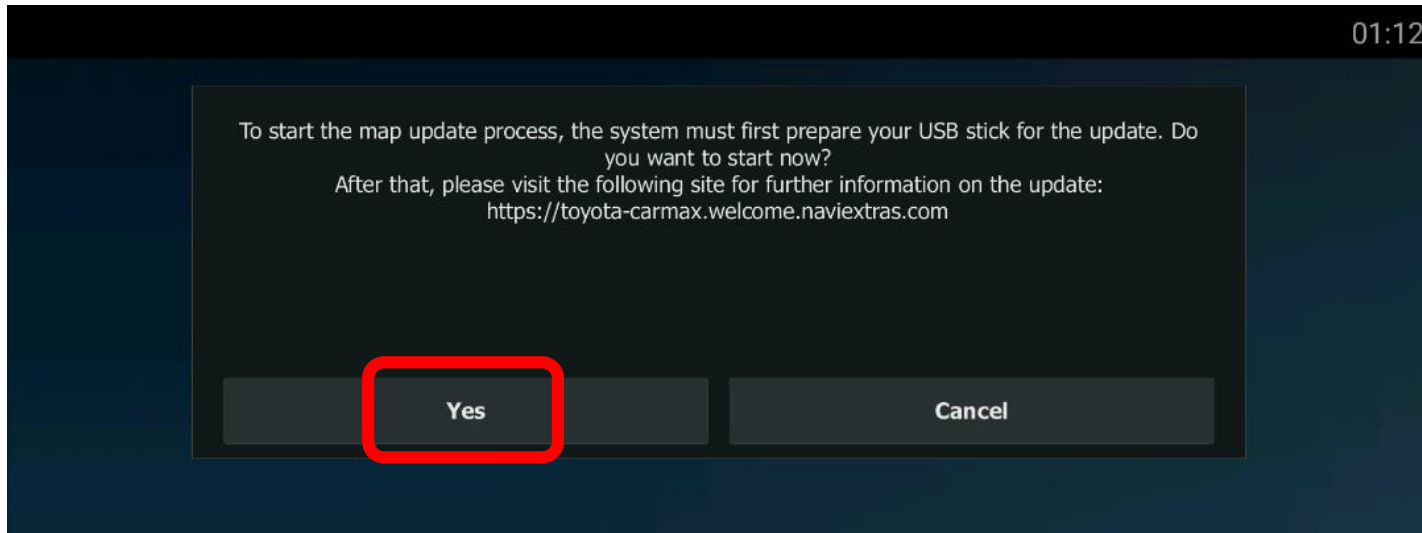 01:12
To start the map update process, the system must first prepare your USB stick for the update. Do
you want to start now?
After that, please visit the following site for further information on the update:
https://toyota-carmax.welcome.naviextras.com
Yes
Cancel